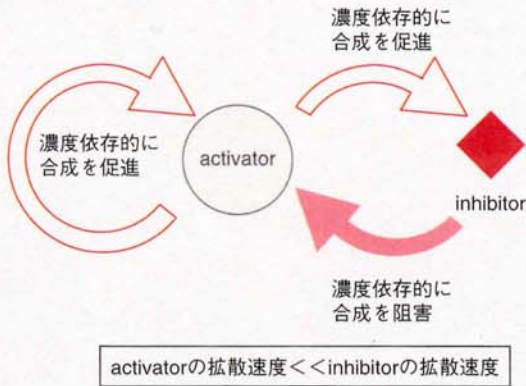 濃度依存的に
合成を促進
濃度依存的に
合成を促進
activator
inhibitor
濃度依存的に
合成を阻害
activatorの拡散速度<<inhibitorの拡散速度